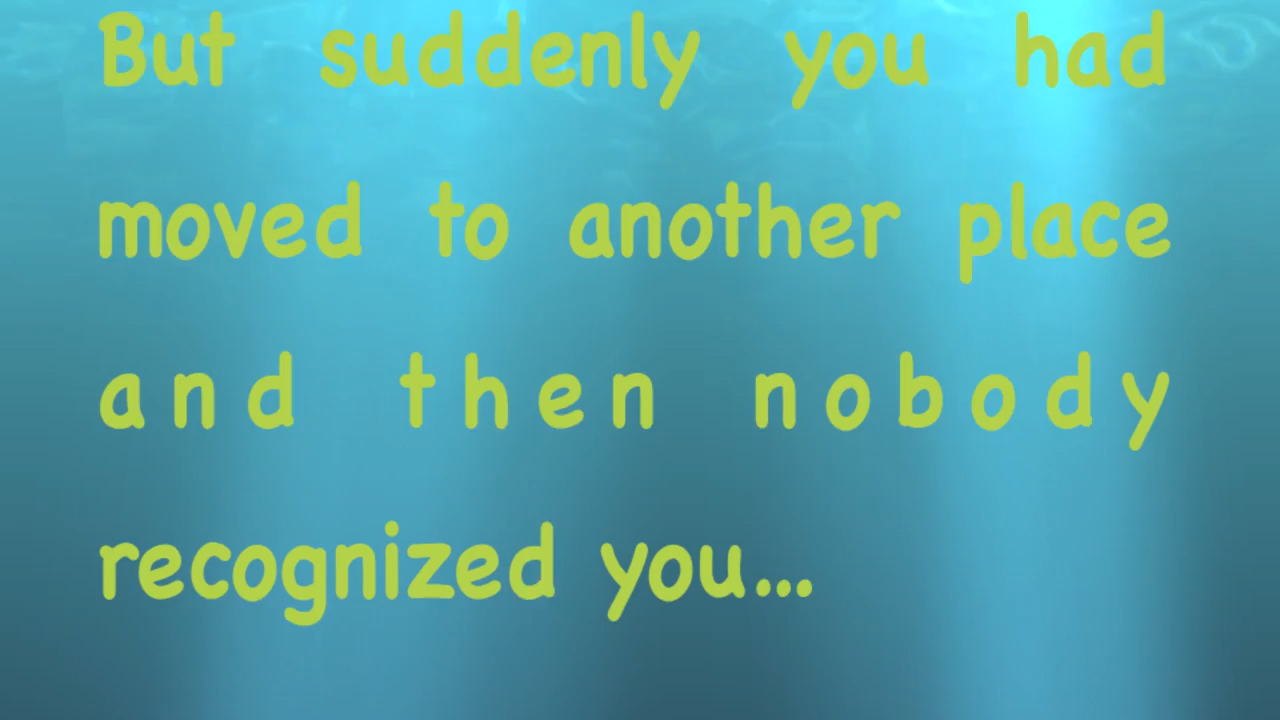 But suddenly you had
moved to another place
and then nobody
recognized you...